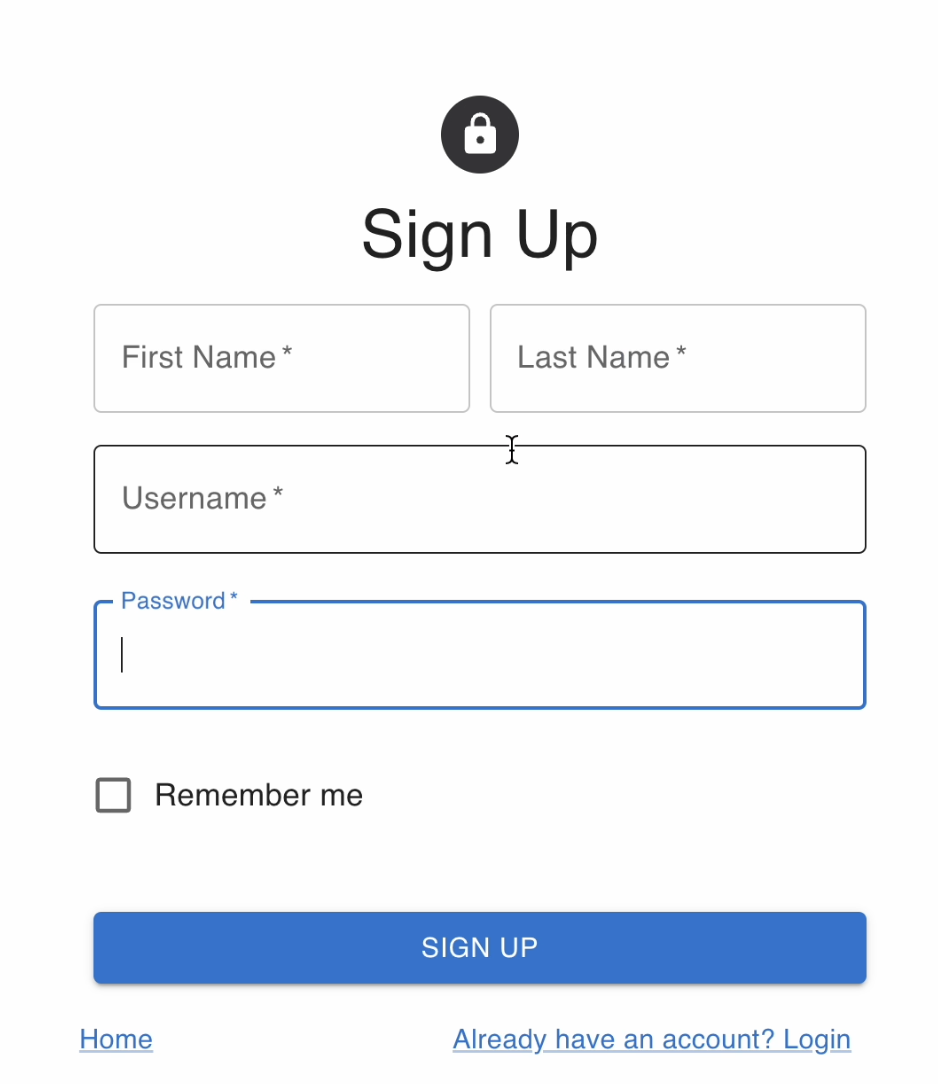 Sign Up
First Name *
Last Name *
Username *
Password *
Remember me
SIGN UP
Home
Already have an account? Login